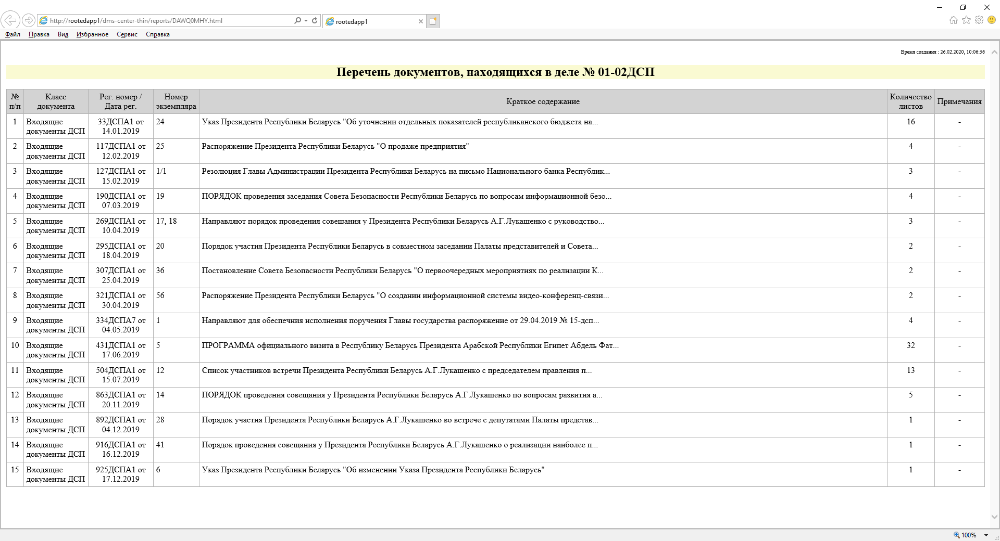 http://rootedapp1/dms-center-thin/reports/DAWQ0MHY.html
rootedapp1
Файл Правка Вид Избранное Сервис Справка
Время создания : 26.02.2020, 10:06:56
Перечень документов, находящихся в деле № 01-02ДСП
№ п/п Класс документа Рег. номер / Дата рег. Номер экземпляра Краткое содержание Количество листов Примечания
1 Входящие документы ДСП 33ДСПА1 от 14.01.2019 24 Указ Президента Республики Беларусь "Об уточнении отдельных показателей республиканского бюджета на... 16 -
2 Входящие документы ДСП 117ДСПА1 от 12.02.2019 25 Распоряжение Президента Республики Беларусь "О продаже предприятия" 4 -
3 Входящие документы ДСП 127ДСПА1 от 15.02.2019 1/1 Резолюция Главы Администрации Президента Республики Беларусь на письмо Национального банка Республик... 3 -
4 Входящие документы ДСП 190ДСПА1 от 07.03.2019 19 ПОРЯДОК проведения заседания Совета Безопасности Республики Беларусь по вопросам информационной безо... 4 -
5 Входящие документы ДСП 269ДСПА1 от 10.04.2019 17, 18 Направляют порядок проведения совещания у Президента Республики Беларусь А.Г.Лукашенко с руководство... 3 -
6 Входящие документы ДСП 295ДСПА1 от 18.04.2019 20 Порядок участия Президента Республики Беларусь в совместном заседании Палаты представителей и Совета... 2 -
7 Входящие документы ДСП 307ДСПА1 от 25.04.2019 36 Постановление Совета Безопасности Республики Беларусь "О первоочередных мероприятиях по реализации К... 2 -
8 Входящие документы ДСП 321ДСПА1 от 30.04.2019 56 Распоряжение Президента Республики Беларусь "О создании информационной системы видео-конференц-связи... 2 -
9 Входящие документы ДСП 334ДСПА7 от 04.05.2019 1 Направляют для обеспечния исполнения поручения Главы государства распоряжение от 29.04.2019 № 15-дсп... 4 -
10 Входящие документы ДСП 431ДСПА1 от 17.06.2019 5 ПРОГРАММА официального визита в Республику Беларусь Президента Арабской Республики Египет Абдель Фат... 32 -
11 Входящие документы ДСП 504ДСПА1 от 15.07.2019 12 Список участников встречи Президента Республики Беларусь А.Г.Лукашенко с председателем правления п... 13 -
12 Входящие документы ДСП 863ДСПА1 от 20.11.2019 14 ПОРЯДОК проведения совещания у Президента Республики Беларусь А.Г.Лукашенко по вопросам развития а... 5 -
13 Входящие документы ДСП 892ДСПА1 от 04.12.2019 28 Порядок участия Президента Республики Беларусь А.Г.Лукашенко во встрече с депутатами Палаты представ... 1 -
14 Входящие документы ДСП 916ДСПА1 от 16.12.2019 41 Порядок проведения совещания у Президента Республики Беларусь А.Г.Лукашенко о реализации наиболее п... 1 -
15 Входящие документы ДСП 925ДСПА1 от 17.12.2019 6 Указ Президента Республики Беларусь "Об изменении Указа Президента Республики Беларусь" 1 -
100%